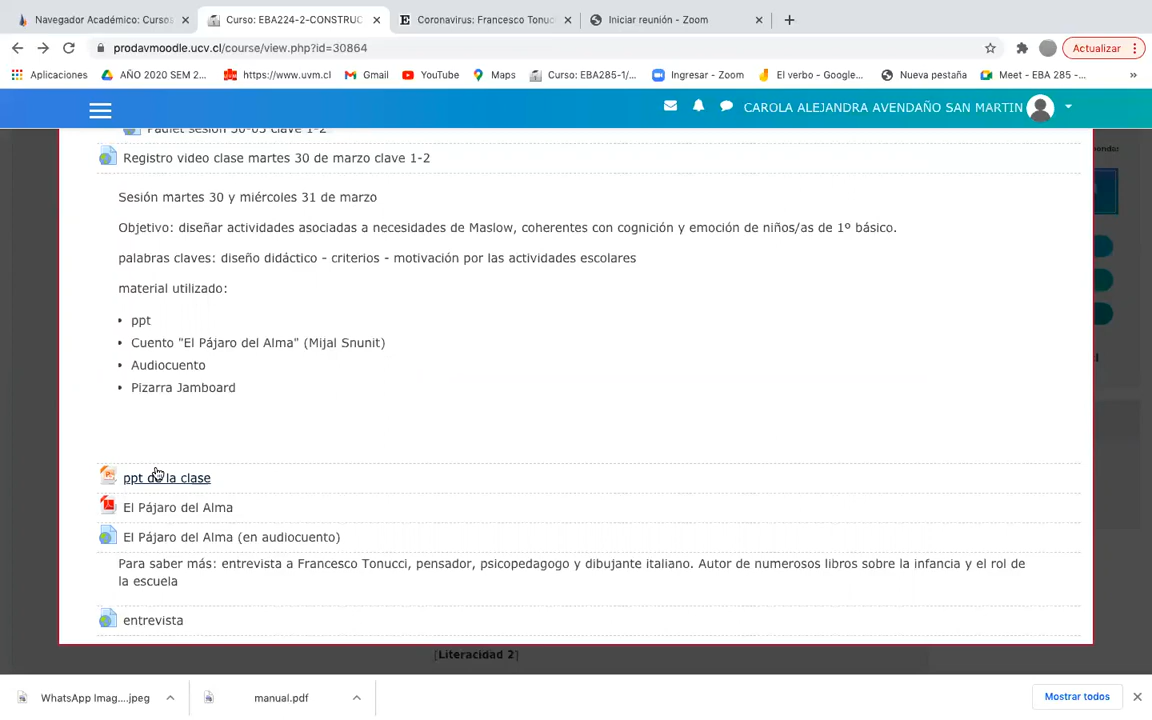 Navegador Académico: Cursos
Curso: EBA224-2-CONSTRUC
Coronavirus: Francesco Tonuc
Iniciar reunión - Zoom
prodavmoodle.ucv.cl/course/view.php?id=30864
Actualizar
Aplicaciones
AÑO 2020 SEM 2...
https://www.uvm.cl
Gmail
YouTube
Maps
Curso: EBA285-1/...
Ingresar - Zoom
El verbo - Google...
Nueva pestaña
Meet - EBA 285 -...
»
CAROLA ALEJANDRA AVENDAÑO SAN MARTIN
Padlet sesión 30-03 clave 1-2
Registro video clase martes 30 de marzo clave 1-2
Sesión martes 30 y miércoles 31 de marzo
Objetivo: diseñar actividades asociadas a necesidades de Maslow, coherentes con cognición y emoción de niños/as de 1º básico.
palabras claves: diseño didáctico - criterios - motivación por las actividades escolares
material utilizado:
• ppt
• Cuento "El Pájaro del Alma" (Mijal Snunit)
• Audiocuento
• Pizarra Jamboard
ppt de la clase
El Pájaro del Alma
El Pájaro del Alma (en audiocuento)
Para saber más: entrevista a Francesco Tonucci, pensador, psicopedagogo y dibujante italiano. Autor de numerosos libros sobre la infancia y el rol de
la escuela
entrevista
[Literacidad 2]
WhatsApp Imag....jpeg
manual.pdf
Mostrar todos